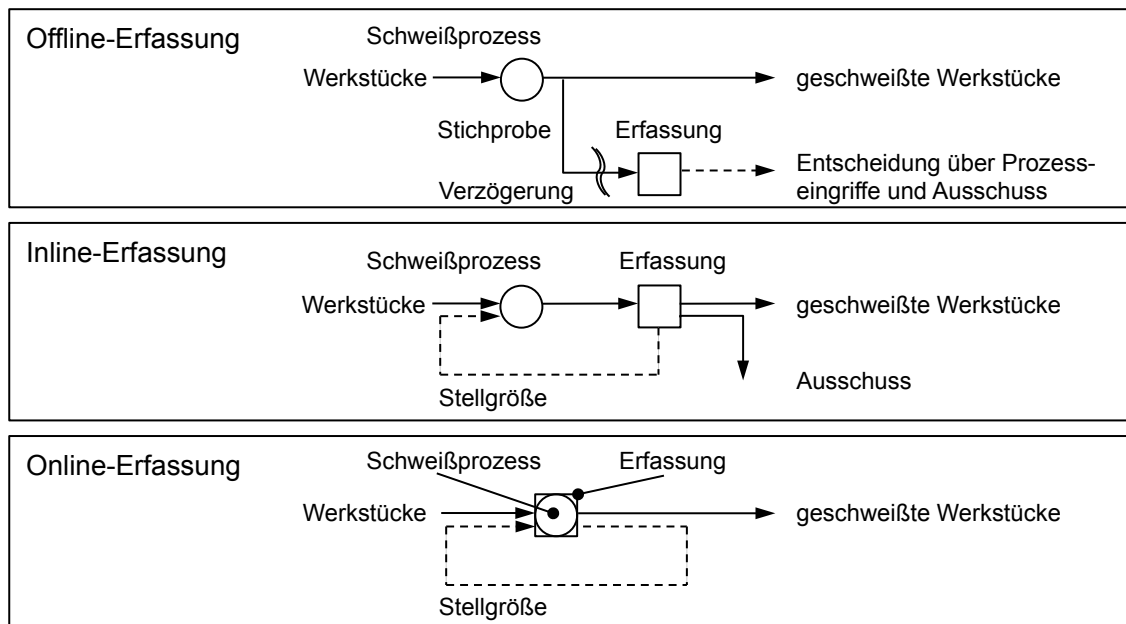 Offline-Erfassung
Schweißprozess
Werkstücke
geschweißte Werkstücke
Stichprobe
Erfassung
Verzögerung
Entscheidung über Prozess-
eingriffe und Ausschuss
Inline-Erfassung
Schweißprozess
Erfassung
Werkstücke
geschweißte Werkstücke
Stellgröße
Ausschuss
Online-Erfassung
Schweißprozess
Erfassung
Werkstücke
geschweißte Werkstücke
Stellgröße